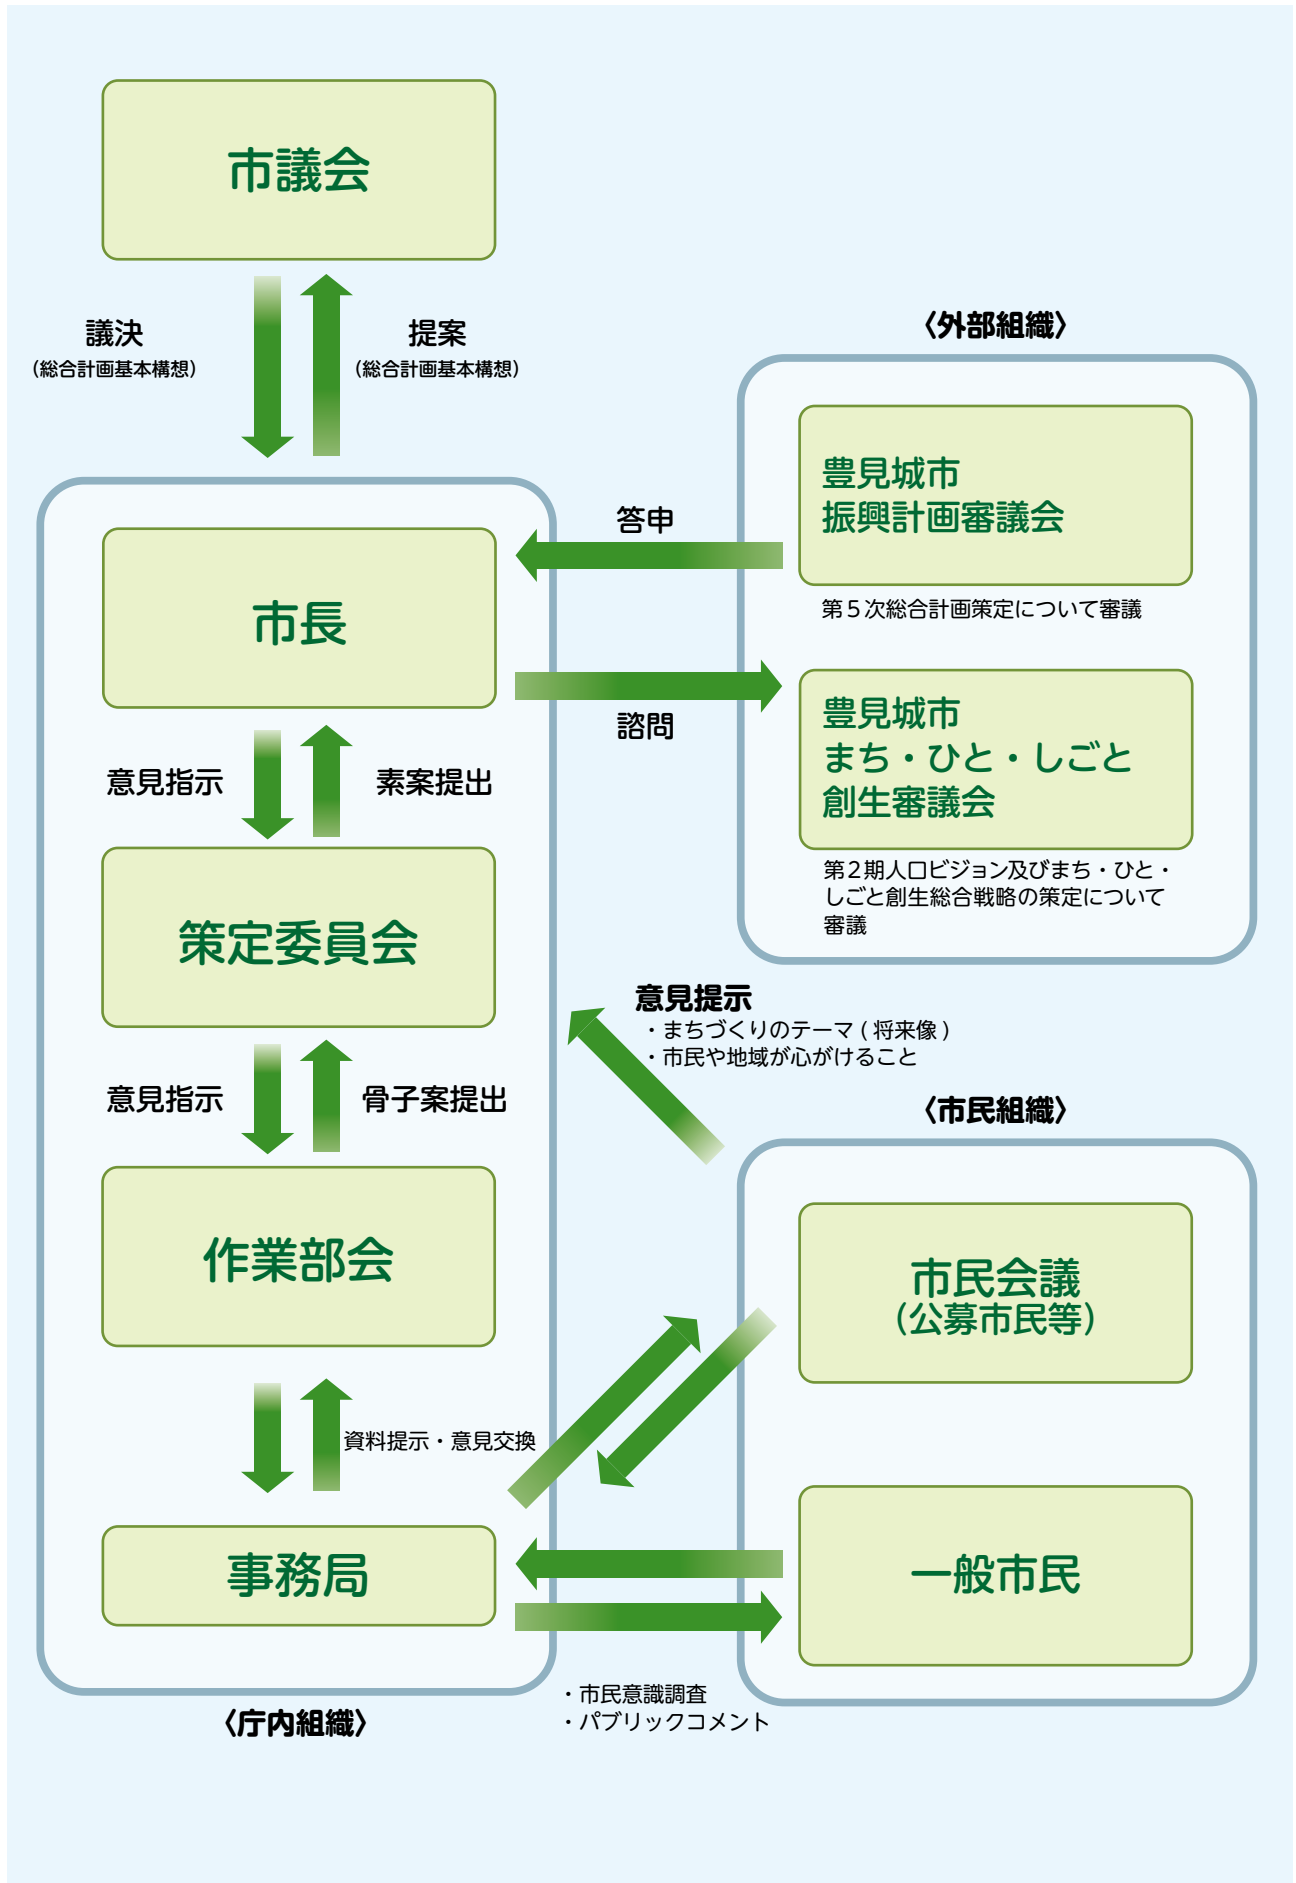 市議会
議決
（総合計画基本構想）
提案
（総合計画基本構想）
〈外部組織〉
豊見城市
振興計画審議会
第５次総合計画策定について審議
答申
市長
諮問
豊見城市
まち・ひと・しごと
創生審議会
第２期人口ビジョン及びまち・ひと・
しごと創生総合戦略の策定について
審議
意見指示
素案提出
策定委員会
意見提示
・まちづくりのテーマ ( 将来像 )
・市民や地域が心がけること
意見指示
骨子案提出
〈市民組織〉
作業部会
市民会議
（公募市民等）
資料提示・意見交換
事務局
一般市民
・市民意識調査
・パブリックコメント
〈庁内組織〉